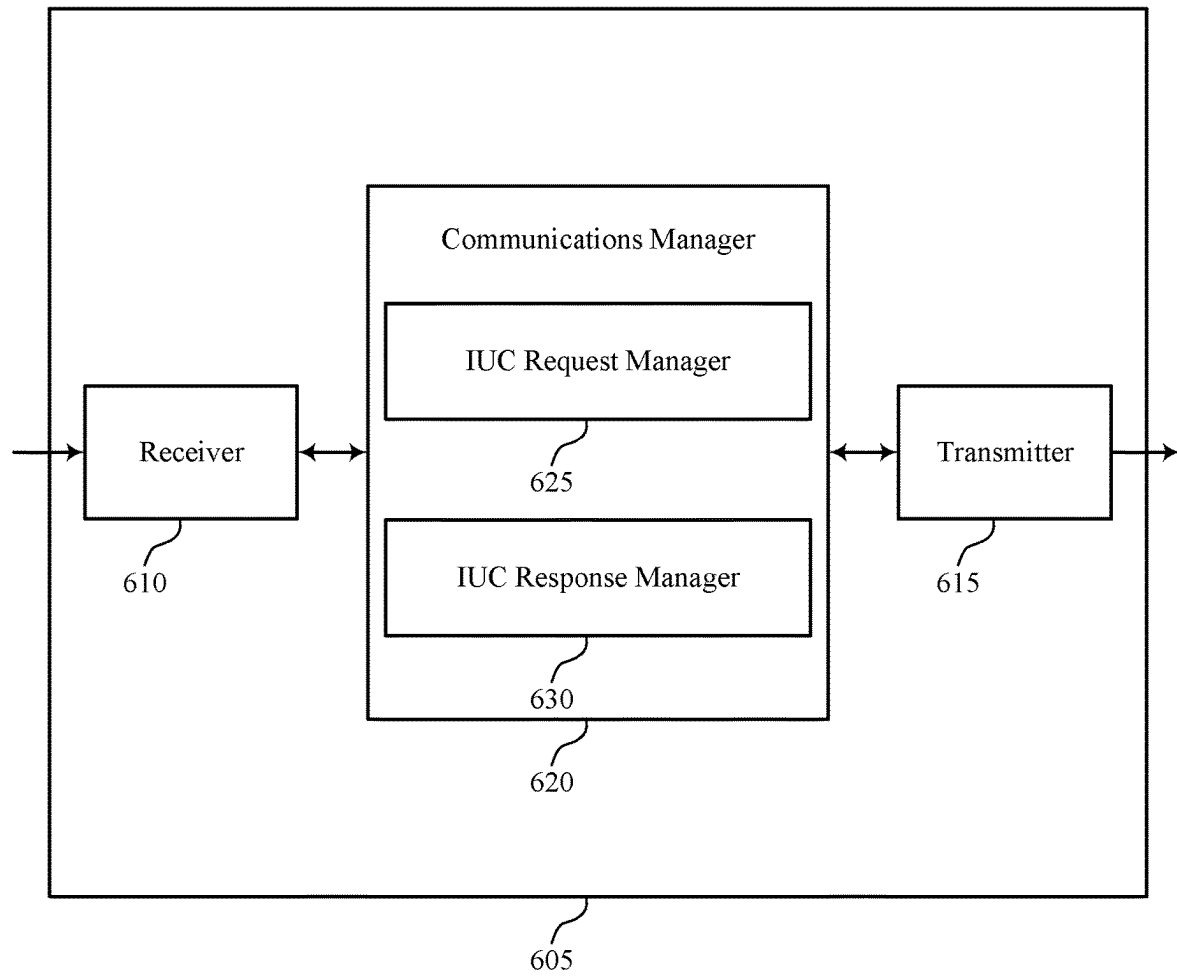 Communications Manager
IUC Request Manager
625
Receiver
610
Transmitter
615
IUC Response Manager
630
620
605